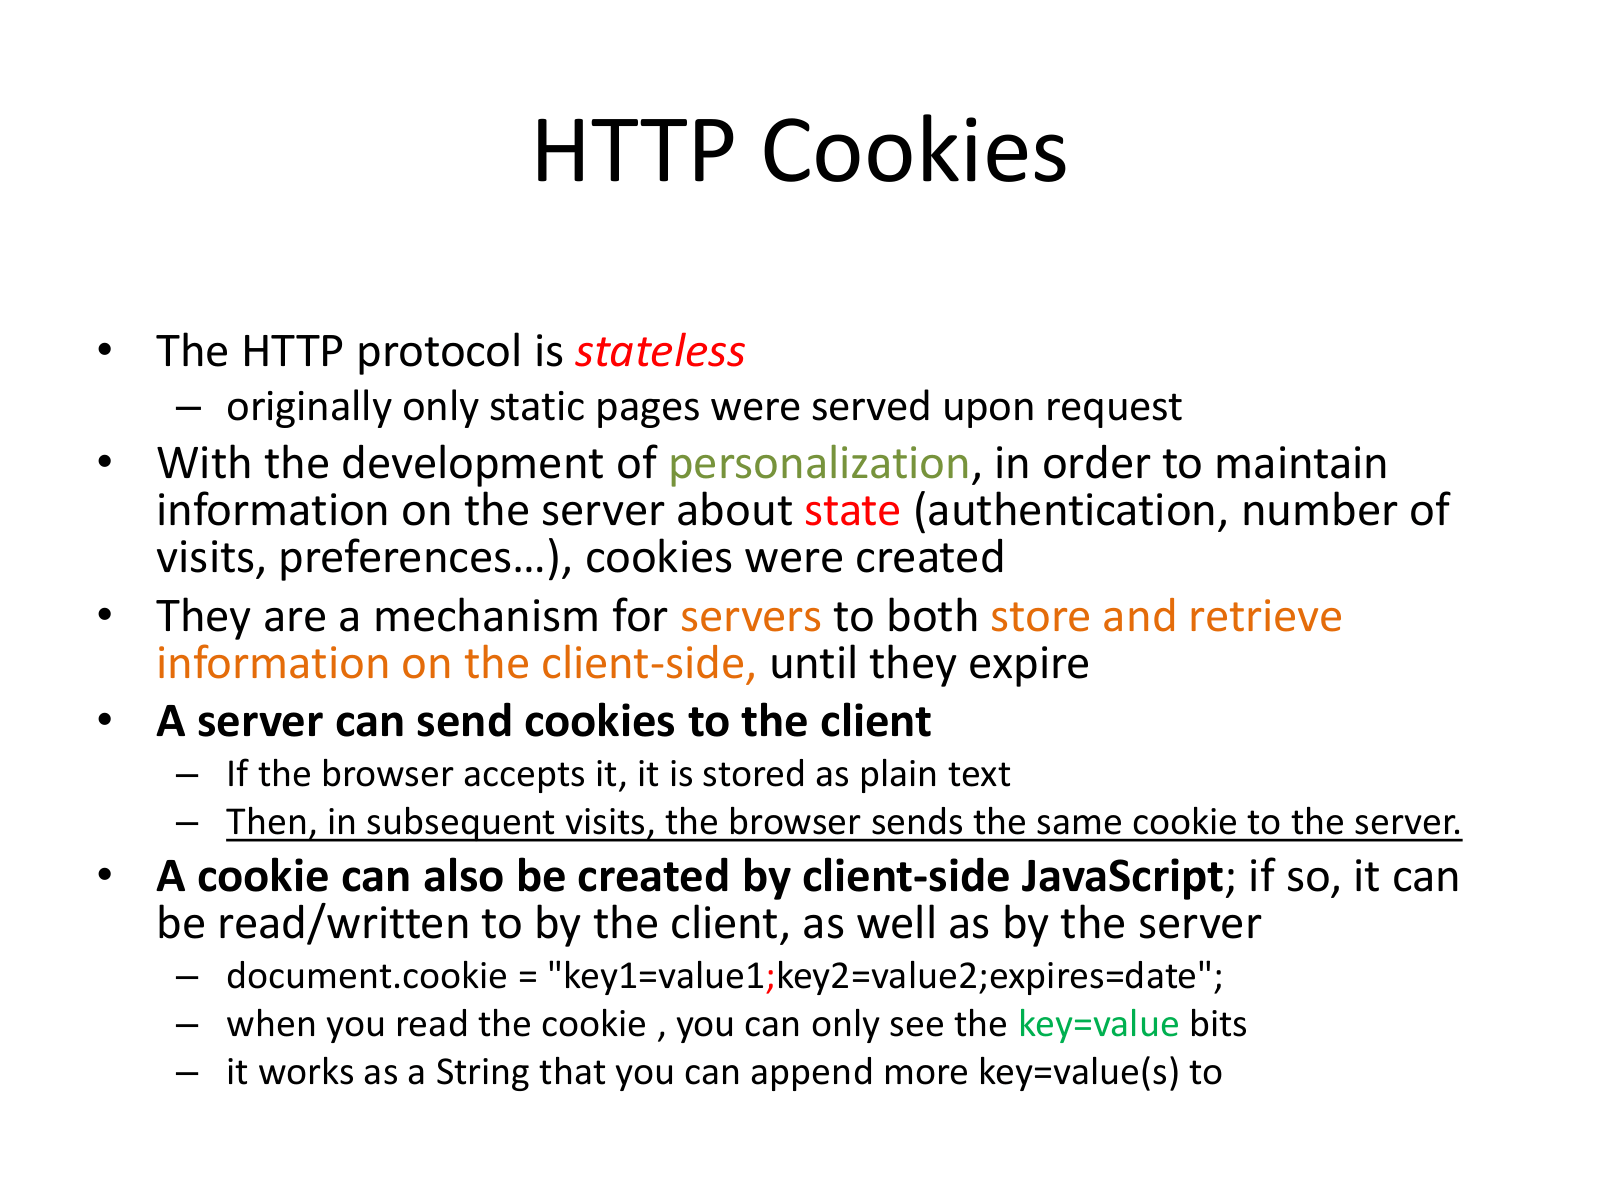 HTTP Cookies
• The HTTP protocol is stateless
– originally only static pages were served upon request
• With the development of personalization, in order to maintain
information on the server about state (authentication, number of
visits, preferences…), cookies were created
• They are a mechanism for servers to both store and retrieve
information on the client-side, until they expire
• A server can send cookies to the client
– If the browser accepts it, it is stored as plain text
– Then, in subsequent visits, the browser sends the same cookie to the server.
• A cookie can also be created by client-side JavaScript; if so, it can
be read/written to by the client, as well as by the server
– document.cookie = "key1=value1;key2=value2;expires=date";
– when you read the cookie , you can only see the key=value bits
– it works as a String that you can append more key=value(s) to